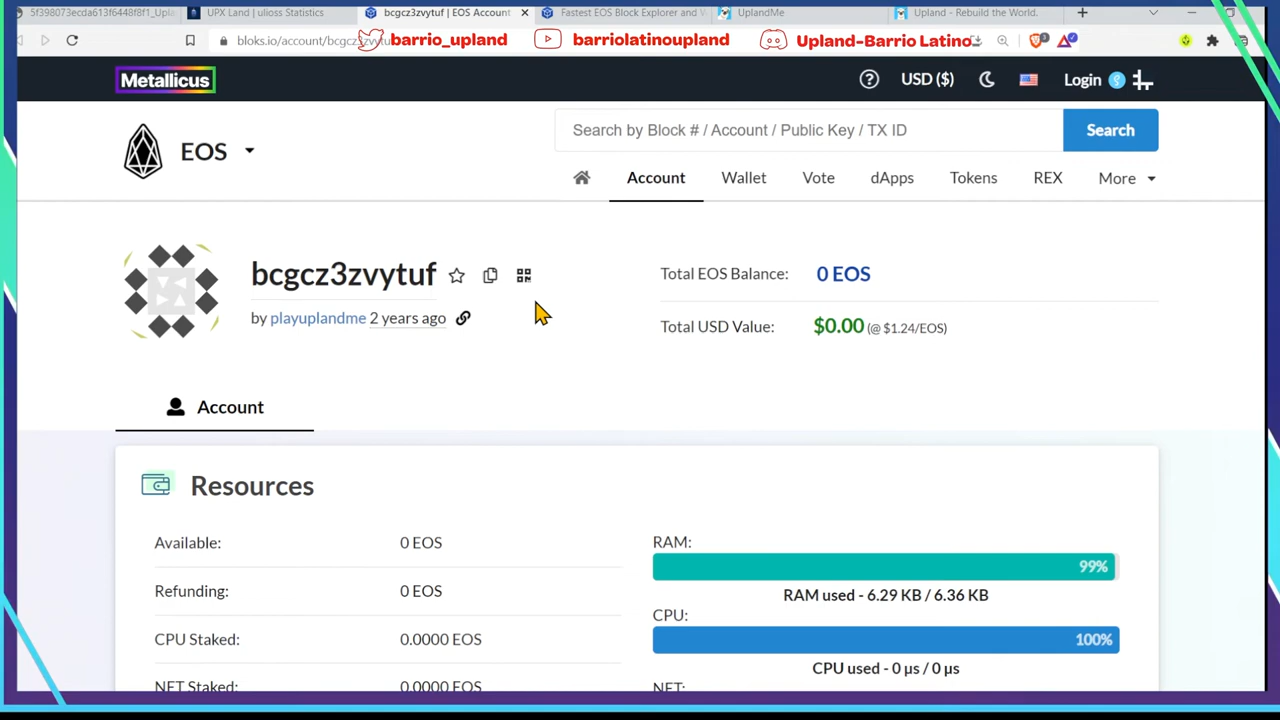 5f398073ecda613f6448f8f1_Upla
UPX Land | ulioss Statistics
bcgcz3zvytuf | EOS Account
Fastest EOS Block Explorer and
UplandMe
Upland - Rebuild the World.
bloks.io/account/bcgcz3zvytuf
barrio_upland
barriolatinoupland
Upland-Barrio Latino
Metallicus
USD ($)
Login
EOS
Search by Block # / Account / Public Key / TX ID
Search
Account
Wallet
Vote
dApps
Tokens
REX
More
bcgcz3zvytuf
by playuplandme 2 years ago
Total EOS Balance: 0 EOS
Total USD Value: $0.00 (@ $1.24/EOS)
Account
Resources
Available: 0 EOS
Refunding: 0 EOS
CPU Staked: 0.0000 EOS
NET Staked: 0.0000 EOS
RAM:
99%
RAM used - 6.29 KB / 6.36 KB
CPU:
100%
CPU used - 0 µs / 0 µs
NET: